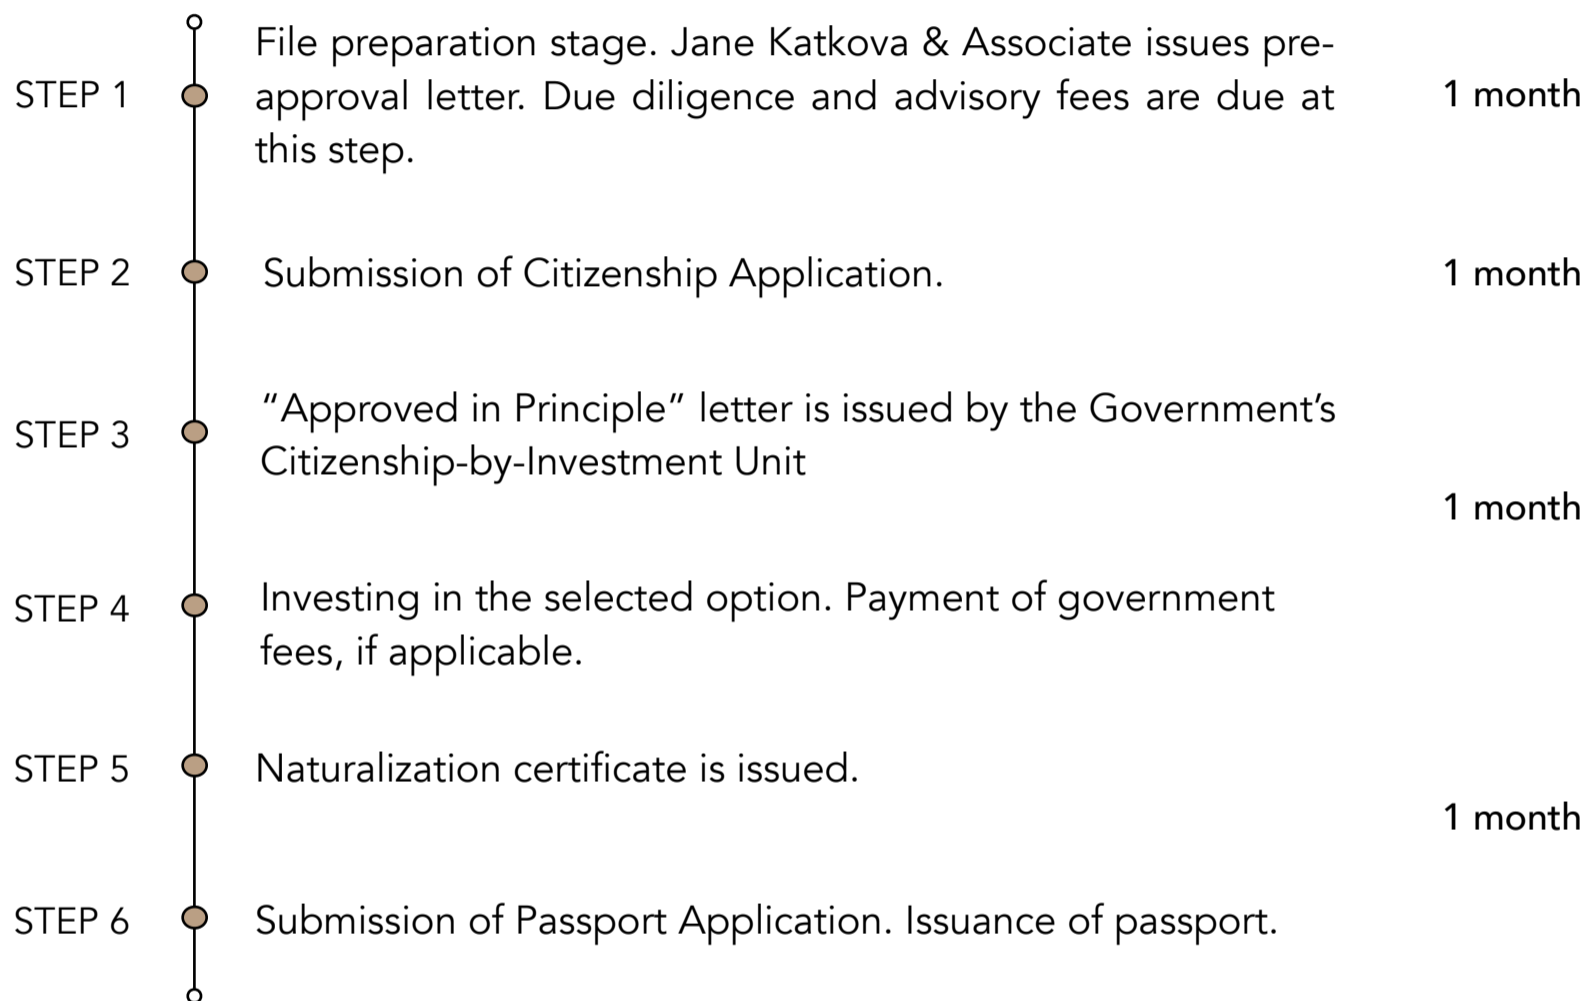 File preparation stage. Jane Katkova & Associate issues pre-
STEP 1 approval letter. Due diligence and advisory fees are due at 1 month
this step.
STEP 2 Submission of Citizenship Application. 1 month
“Approved in Principle” letter is issued by the Government’s
STEP 3
Citizenship-by-Investment Unit
1 month
Investing in the selected option. Payment of government
STEP 4
fees, if applicable.
STEP 5 Naturalization certificate is issued.
1 month
STEP 6 Submission of Passport Application. Issuance of passport.